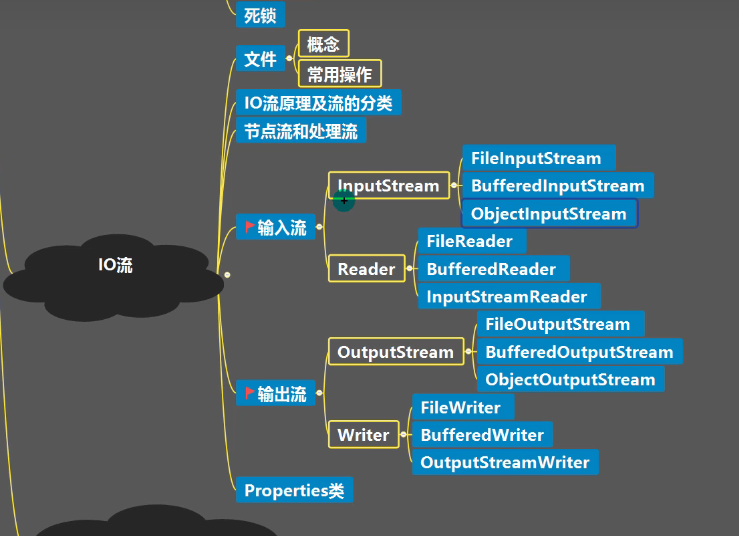 死锁
文件
概念
常用操作
IO流原理及流的分类
节点流和处理流
IO流
输入流
InputStream
FileInputStream
BufferedInputStream
ObjectInputStream
Reader
FileReader
BufferedReader
InputStreamReader
输出流
OutputStream
FileOutputStream
BufferedOutputStream
ObjectOutputStream
Writer
FileWriter
BufferedWriter
OutputStreamWriter
Properties类